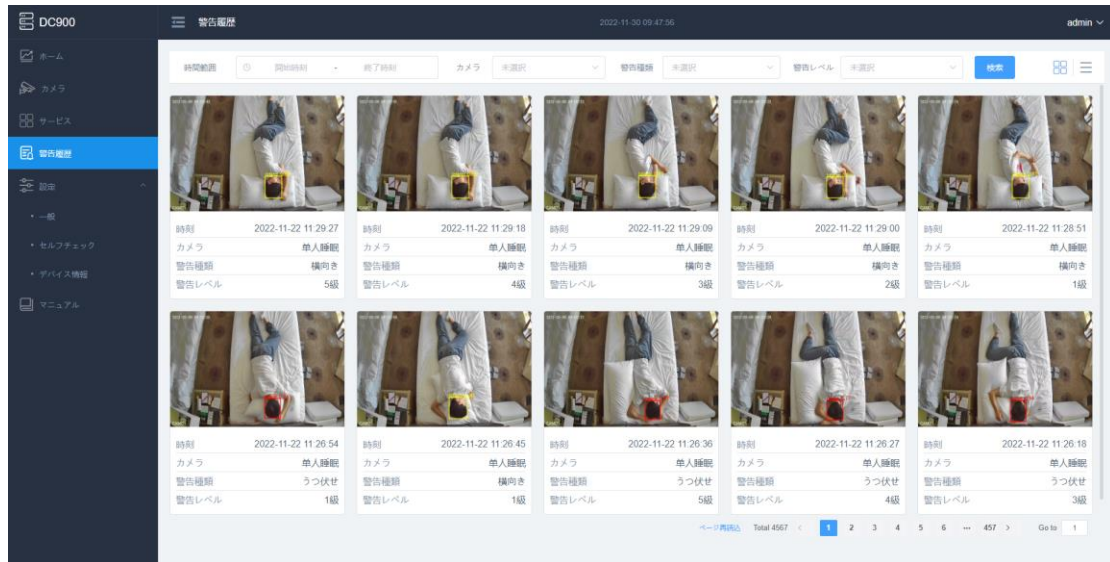 DC900
警告履歴
2022-11-30 09:47:56
admin
ホーム
カメラ
サービス
警告履歴
設定
・一般
・セルフチェック
・デバイス情報
マニュアル
時間範囲 開始時刻 - 終了時刻 カメラ 未選択 警告種類 未選択 警告レベル 未選択 検索
時刻 2022-11-22 11:29:27
カメラ 单人睡眠
警告種類 横向き
警告レベル 5級
時刻 2022-11-22 11:29:18
カメラ 单人睡眠
警告種類 横向き
警告レベル 4級
時刻 2022-11-22 11:29:09
カメラ 单人睡眠
警告種類 横向き
警告レベル 3級
時刻 2022-11-22 11:29:00
カメラ 单人睡眠
警告種類 横向き
警告レベル 2級
時刻 2022-11-22 11:28:51
カメラ 单人睡眠
警告種類 横向き
警告レベル 1級
時刻 2022-11-22 11:26:54
カメラ 单人睡眠
警告種類 うつ伏せ
警告レベル 1級
時刻 2022-11-22 11:26:45
カメラ 单人睡眠
警告種類 横向き
警告レベル 1級
時刻 2022-11-22 11:26:36
カメラ 单人睡眠
警告種類 うつ伏せ
警告レベル 5級
時刻 2022-11-22 11:26:27
カメラ 单人睡眠
警告種類 うつ伏せ
警告レベル 4級
時刻 2022-11-22 11:26:18
カメラ 单人睡眠
警告種類 うつ伏せ
警告レベル 3級
ページ再読込 Total 4567 < 1 2 3 4 5 6 ••• 457 > Go to 1